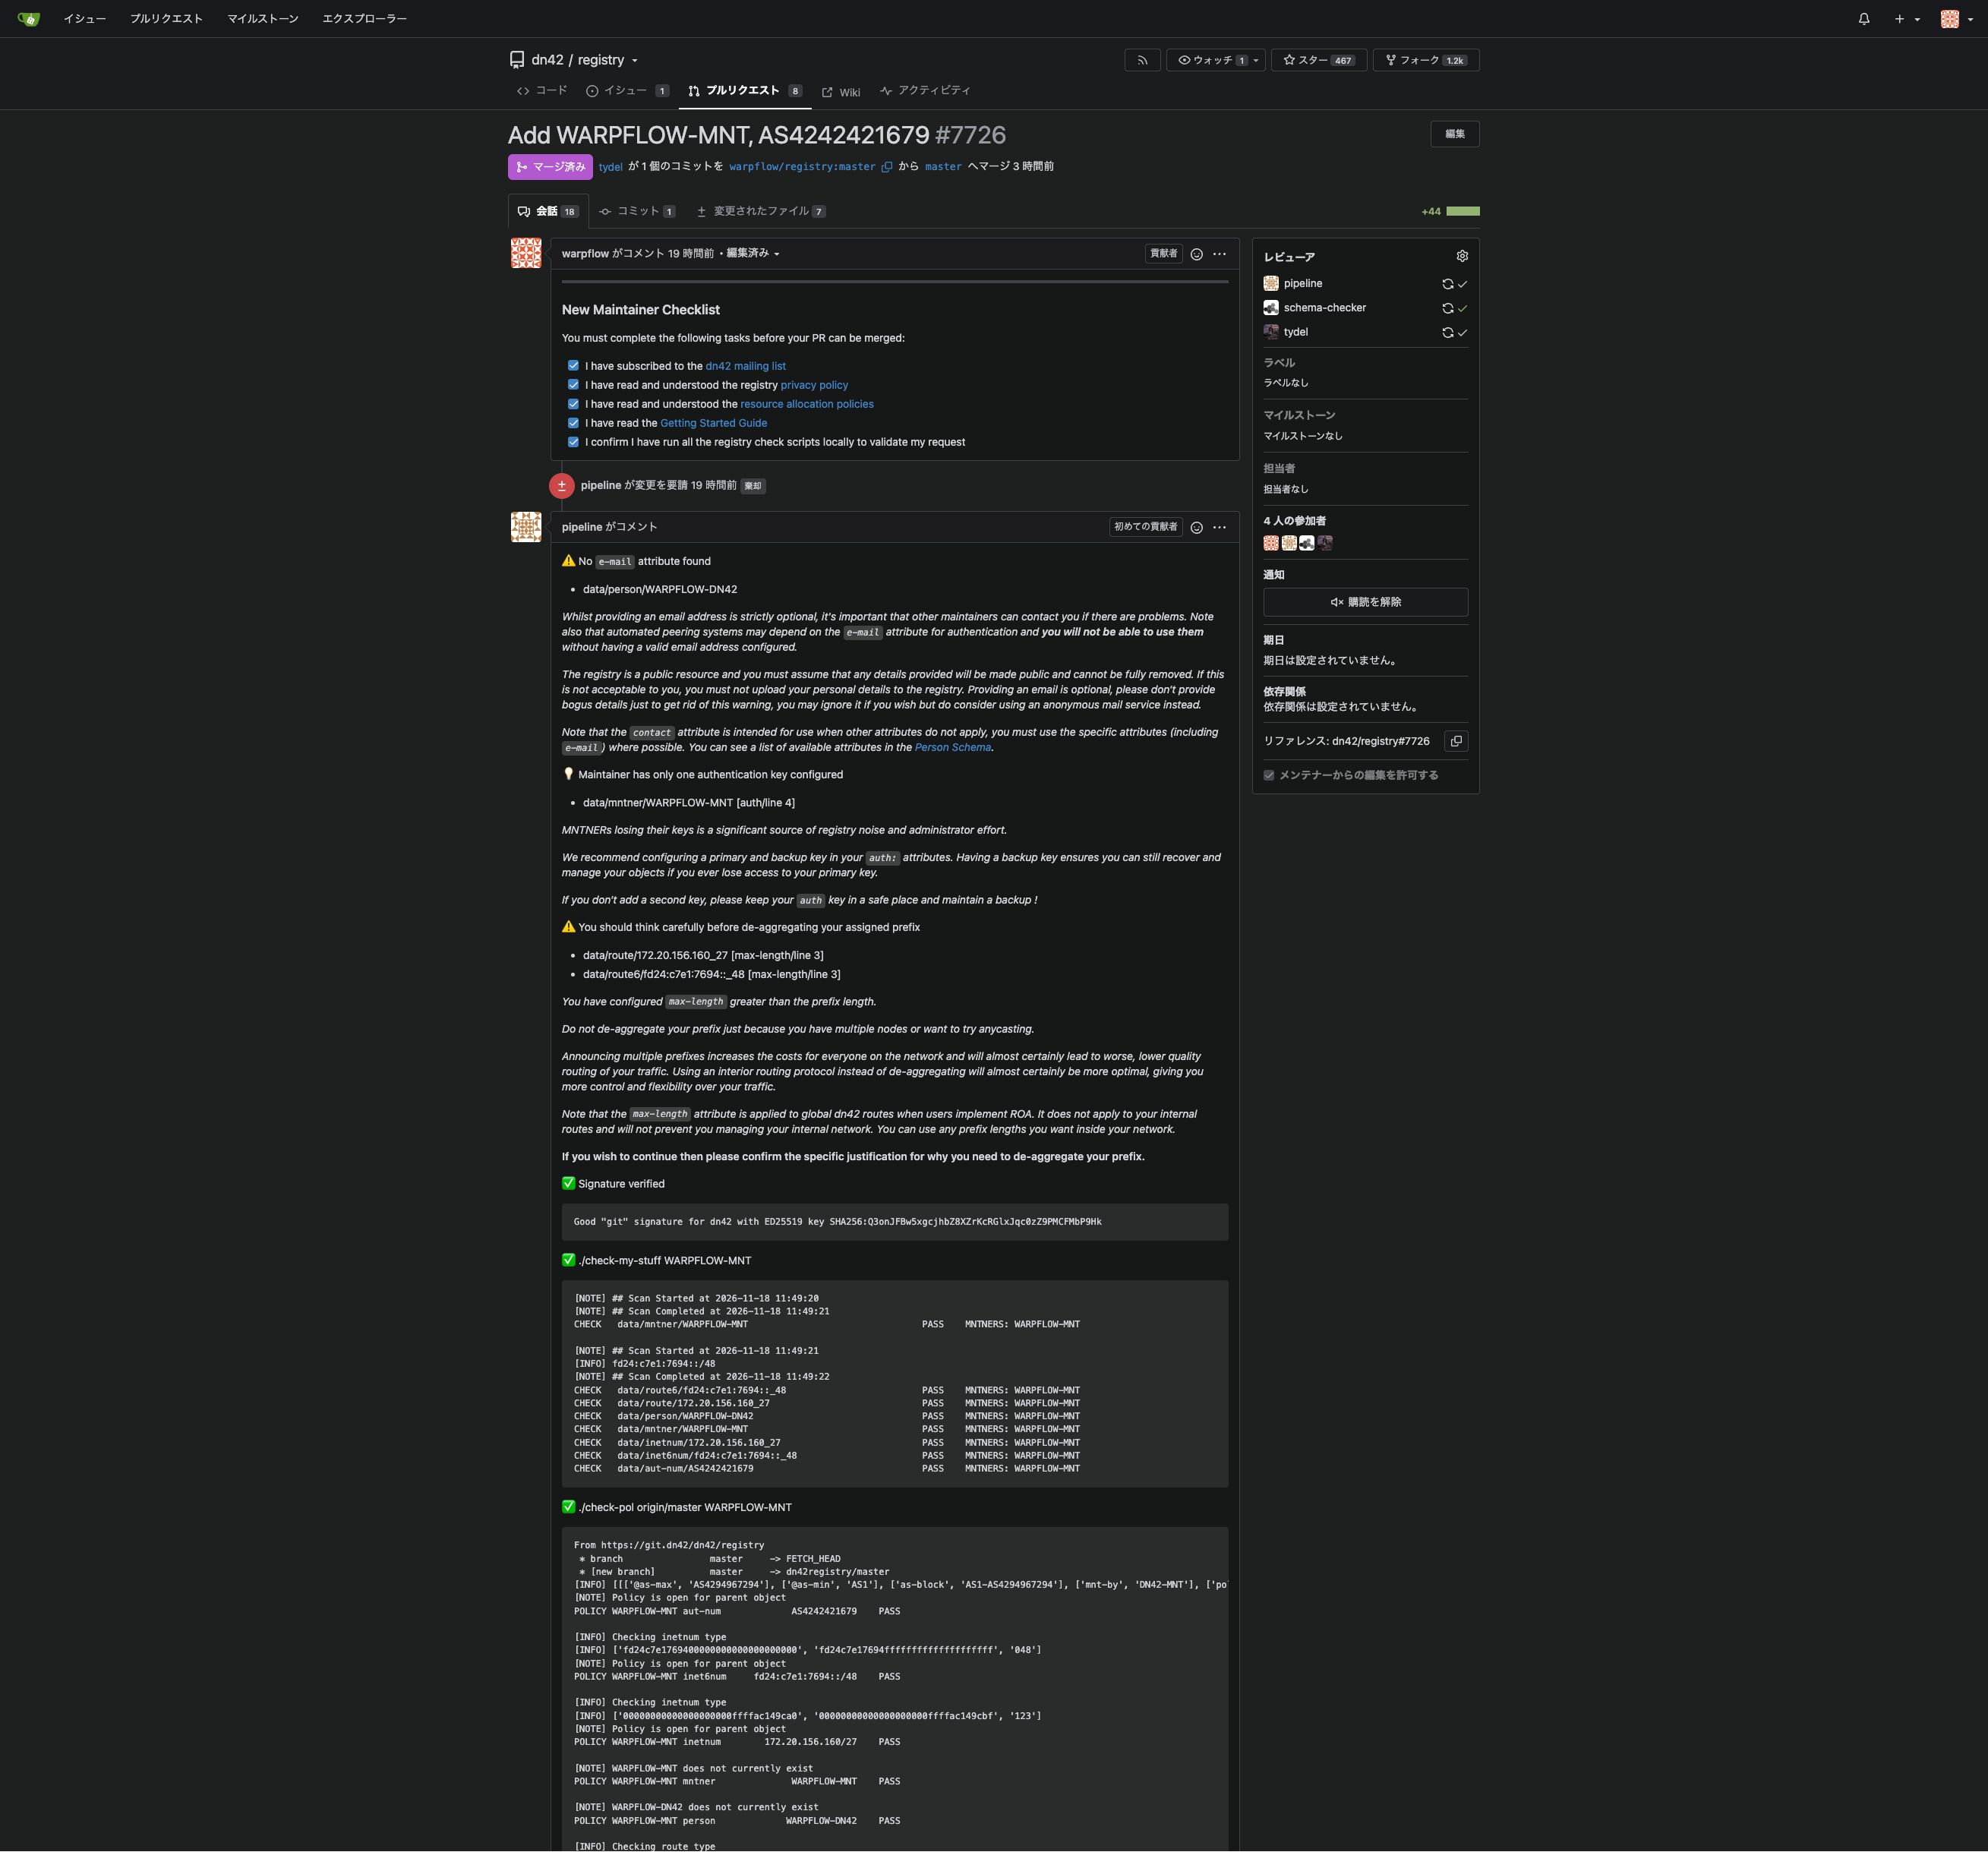 イシュー プルリクエスト マイルストーン エクスプローラー
dn42 / registry
ウォッチ 1 スター 467 フォーク 1.2k
コード イシュー 1 プルリクエスト 8 Wiki アクティビティ
Add WARPFLOW-MNT, AS4242421679 #7726
編集
マージ済み tydel が 1 個のコミットを warpflow/registry:master から master へマージ 3 時間前
会話 18 コミット 1 変更されたファイル 7
+44
warpflow がコメント 19 時間前 • 編集済み
貢献者
New Maintainer Checklist
You must complete the following tasks before your PR can be merged:
I have subscribed to the dn42 mailing list
I have read and understood the registry privacy policy
I have read and understood the resource allocation policies
I have read the Getting Started Guide
I confirm I have run all the registry check scripts locally to validate my request
pipeline が変更を要請 19 時間前 棄却
pipeline がコメント
初めての貢献者
⚠️ No e-mail attribute found
• data/person/WARPFLOW-DN42
Whilst providing an email address is strictly optional, it's important that other maintainers can contact you if there are problems. Note
also that automated peering systems may depend on the e-mail attribute for authentication and you will not be able to use them
without having a valid email address configured.
The registry is a public resource and you must assume that any details provided will be made public and cannot be fully removed. If this
is not acceptable to you, you must not upload your personal details to the registry. Providing an email is optional, please don't provide
bogus details just to get rid of this warning, you may ignore it if you wish but do consider using an anonymous mail service instead.
Note that the contact attribute is intended for use when other attributes do not apply, you must use the specific attributes (including
e-mail) where possible. You can see a list of available attributes in the Person Schema.
💡 Maintainer has only one authentication key configured
• data/mntner/WARPFLOW-MNT [auth/line 4]
MNTNERs losing their keys is a significant source of registry noise and administrator effort.
We recommend configuring a primary and backup key in your auth: attributes. Having a backup key ensures you can still recover and
manage your objects if you ever lose access to your primary key.
If you don't add a second key, please keep your auth key in a safe place and maintain a backup !
⚠️ You should think carefully before de-aggregating your assigned prefix
• data/route/172.20.156.160_27 [max-length/line 3]
• data/route6/fd24:c7e1:7694::_48 [max-length/line 3]
You have configured max-length greater than the prefix length.
Do not de-aggregate your prefix just because you have multiple nodes or want to try anycasting.
Announcing multiple prefixes increases the costs for everyone on the network and will almost certainly lead to worse, lower quality
routing of your traffic. Using an interior routing protocol instead of de-aggregating will almost certainly be more optimal, giving you
more control and flexibility over your traffic.
Note that the max-length attribute is applied to global dn42 routes when users implement ROA. It does not apply to your internal
routes and will not prevent you managing your internal network. You can use any prefix lengths you want inside your network.
If you wish to continue then please confirm the specific justification for why you need to de-aggregate your prefix.
✅ Signature verified
Good "git" signature for dn42 with ED25519 key SHA256:Q3onJFBw5xgcjhbZ8XZrKcRGlxJqc0zZ9PMCFMbP9Hk
✅ ./check-my-stuff WARPFLOW-MNT
[NOTE] ## Scan Started at 2026-11-18 11:49:20
[NOTE] ## Scan Completed at 2026-11-18 11:49:21
CHECK data/mntner/WARPFLOW-MNT PASS MNTNERS: WARPFLOW-MNT
[NOTE] ## Scan Started at 2026-11-18 11:49:21
[INFO] fd24:c7e1:7694::/48
[NOTE] ## Scan Completed at 2026-11-18 11:49:22
CHECK data/route6/fd24:c7e1:7694::_48 PASS MNTNERS: WARPFLOW-MNT
CHECK data/route/172.20.156.160_27 PASS MNTNERS: WARPFLOW-MNT
CHECK data/person/WARPFLOW-DN42 PASS MNTNERS: WARPFLOW-MNT
CHECK data/mntner/WARPFLOW-MNT PASS MNTNERS: WARPFLOW-MNT
CHECK data/inetnum/172.20.156.160_27 PASS MNTNERS: WARPFLOW-MNT
CHECK data/inet6num/fd24:c7e1:7694::_48 PASS MNTNERS: WARPFLOW-MNT
CHECK data/aut-num/AS4242421679 PASS MNTNERS: WARPFLOW-MNT
✅ ./check-pol origin/master WARPFLOW-MNT
From https://git.dn42/dn42/registry
* branch master -> FETCH_HEAD
* [new branch] master -> dn42registry/master
[INFO] [[['@as-max', 'AS4294967294'], ['@as-min', 'AS1'], ['as-block', 'AS1-AS4294967294'], ['mnt-by', 'DN42-MNT'], ['po
[NOTE] Policy is open for parent object
POLICY WARPFLOW-MNT aut-num AS4242421679 PASS
[INFO] Checking inetnum type
[INFO] ['fd24c7e1769400000000000000000000', 'fd24c7e17694ffffffffffffffffffff', '048']
[NOTE] Policy is open for parent object
POLICY WARPFLOW-MNT inet6num fd24:c7e1:7694::/48 PASS
[INFO] Checking inetnum type
[INFO] ['00000000000000000000ffffac149ca0', '00000000000000000000ffffac149cbf', '123']
[NOTE] Policy is open for parent object
POLICY WARPFLOW-MNT inetnum 172.20.156.160/27 PASS
[NOTE] WARPFLOW-MNT does not currently exist
POLICY WARPFLOW-MNT mntner WARPFLOW-MNT PASS
[NOTE] WARPFLOW-DN42 does not currently exist
POLICY WARPFLOW-MNT person WARPFLOW-DN42 PASS
[INFO] Checking route type
レビューア
pipeline
schema-checker
tydel
ラベル
ラベルなし
マイルストーン
マイルストーンなし
担当者
担当者なし
4 人の参加者
通知
購読を解除
期日
期日は設定されていません。
依存関係
依存関係は設定されていません。
リファレンス: dn42/registry#7726
メンテナーからの編集を許可する